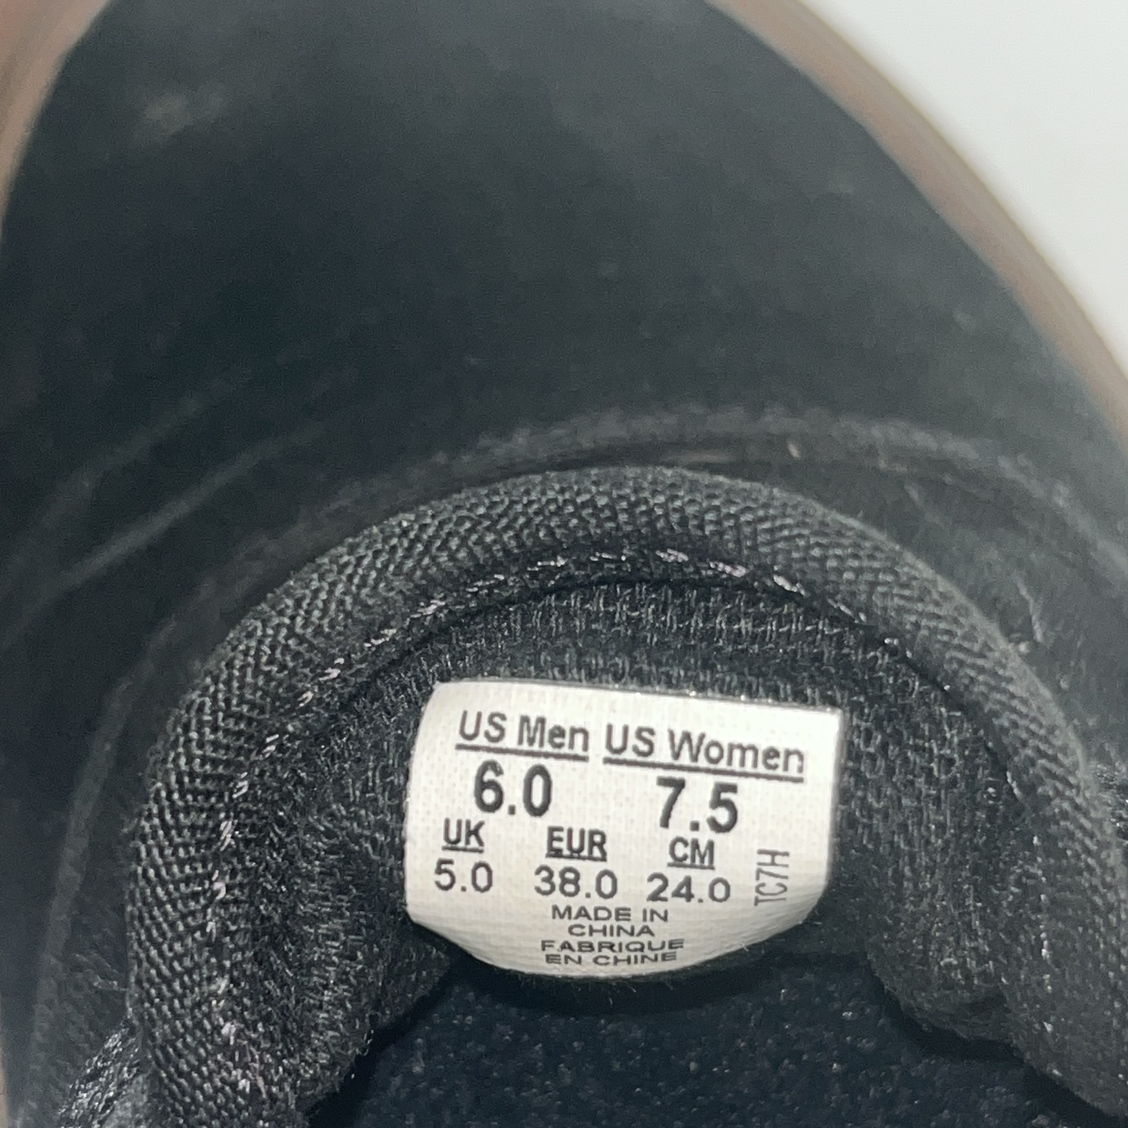 US Men US Women
6.0 7.5
UK EUR CM
5.0 38.0 24.0
TC7H
MADE IN
CHINA
FABRIQUE
EN CHINE